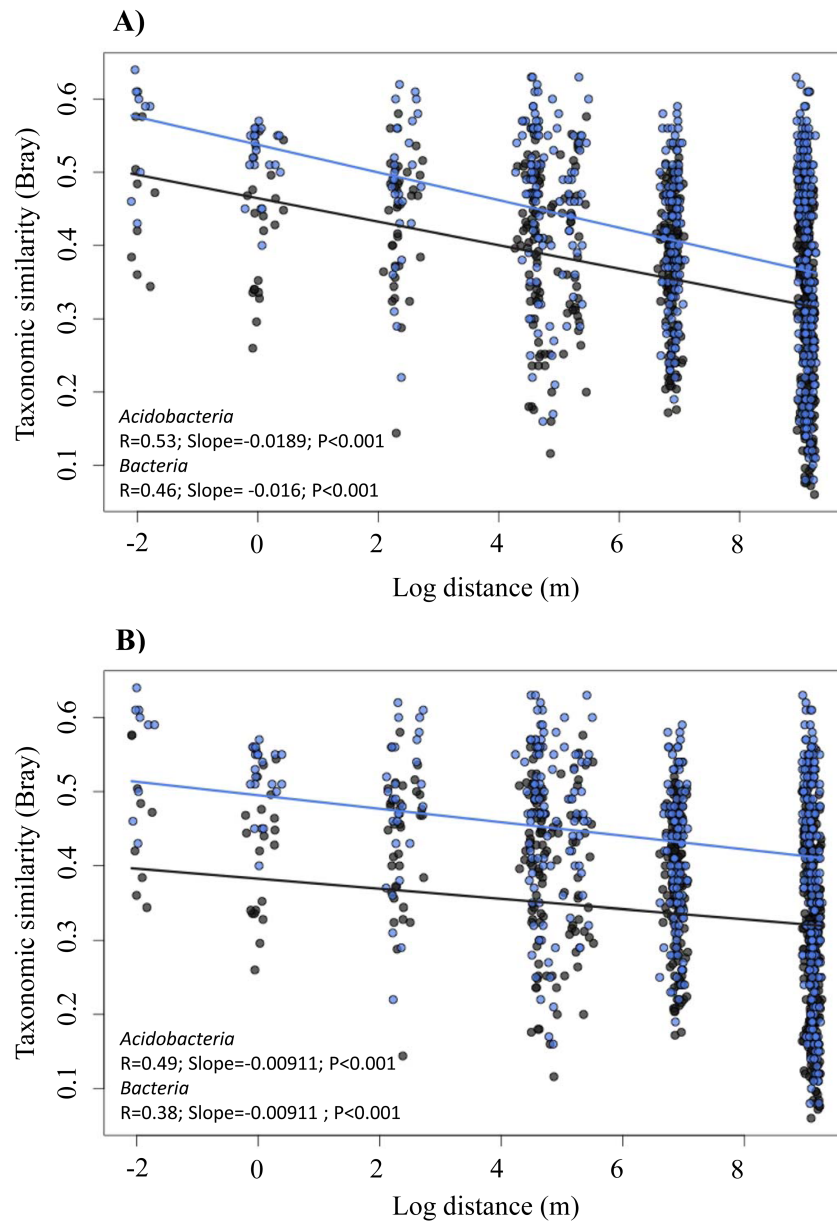 A)
Taxonomic similarity (Bray)
0.6
0.5
0.4
0.3
0.2
0.1
Acidobacteria
R=0.53; Slope=-0.0189; P<0.001
Bacteria
R=0.46; Slope= -0.016; P<0.001
-2 0 2 4 6 8
Log distance (m)
B)
Taxonomic similarity (Bray)
0.6
0.5
0.4
0.3
0.2
0.1
Acidobacteria
R=0.49; Slope=-0.00911; P<0.001
Bacteria
R=0.38; Slope=-0.00911 ; P<0.001
-2 0 2 4 6 8
Log distance (m)